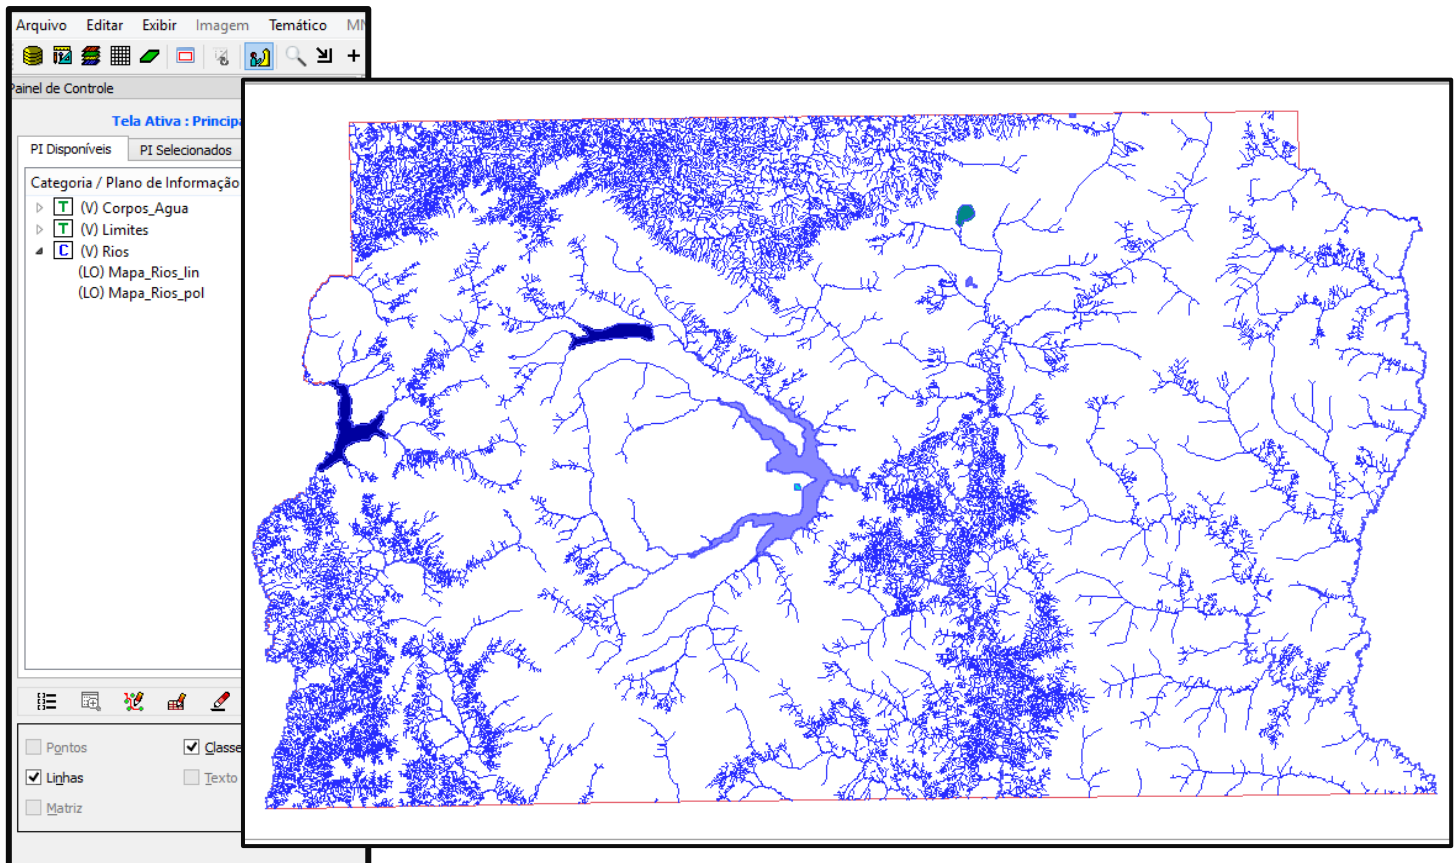 Arquivo Editar Exibir Imagem Temático
Painel de Controle
Tela Ativa : Principa
PI Disponíveis PI Selecionados
Categoria / Plano de Informação
T (V) Corpos_Agua
T (V) Limites
C (V) Rios
(LO) Mapa_Rios_lin
(LO) Mapa_Rios_pol
Pontos Classe
Linhas Texto
Matriz